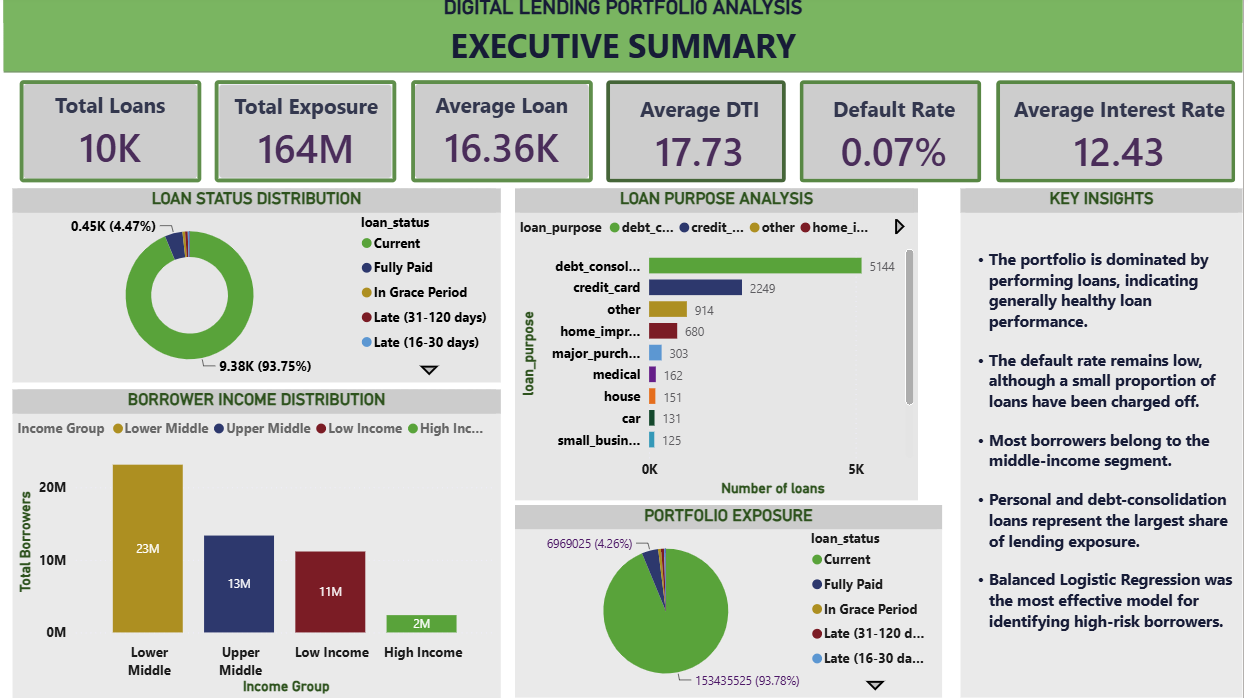 DIGITAL LENDING PORTFOLIO ANALYSIS
EXECUTIVE SUMMARY
Total Loans
10K
Total Exposure
164M
Average Loan
16.36K
Average DTI
17.73
Default Rate
0.07%
Average Interest Rate
12.43
LOAN STATUS DISTRIBUTION
0.45K (4.47%)
9.38K (93.75%)
loan_status
Current
Fully Paid
In Grace Period
Late (31-120 days)
Late (16-30 days)
BORROWER INCOME DISTRIBUTION
Income Group
Lower Middle
Upper Middle
Low Income
High Inc...
Total Borrowers
20M
10M
0M
23M
13M
11M
2M
Lower
Middle
Upper
Middle
Low Income
High Income
Income Group
LOAN PURPOSE ANALYSIS
loan_purpose
debt_c...
credit_...
other
home_i...
loan_purpose
debt_consol...
5144
credit_card
2249
other
914
home_impr...
680
major_purch...
303
medical
162
house
151
car
131
small_busin...
125
0K
5K
Number of loans
PORTFOLIO EXPOSURE
6969025 (4.26%)
153435525 (93.78%)
loan_status
Current
Fully Paid
In Grace Period
Late (31-120 d...
Late (16-30 da...
KEY INSIGHTS
• The portfolio is dominated by
performing loans, indicating
generally healthy loan
performance.
• The default rate remains low,
although a small proportion of
loans have been charged off.
• Most borrowers belong to the
middle-income segment.
• Personal and debt-consolidation
loans represent the largest share
of lending exposure.
• Balanced Logistic Regression was
the most effective model for
identifying high-risk borrowers.